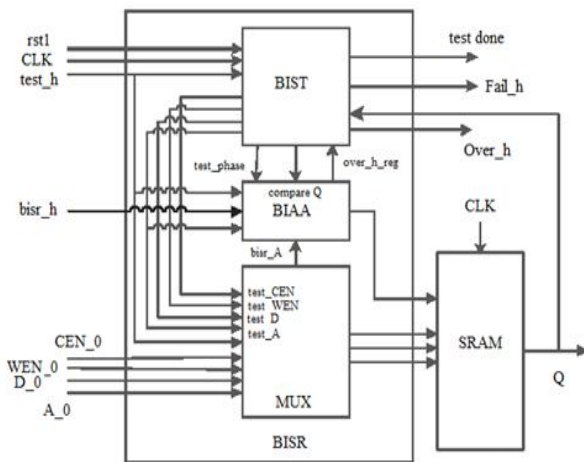 rst1
CLK
test_h
BIST
test done
Fail_h
Over_h
test_phase
over_h_reg
compare Q
BIAA
bisr_h
bisr_A
CLK
test_CEN
test WEN
test D
test_A
CEN_0
WEN_0
D_0
A_0
MUX
SRAM
Q
BISR